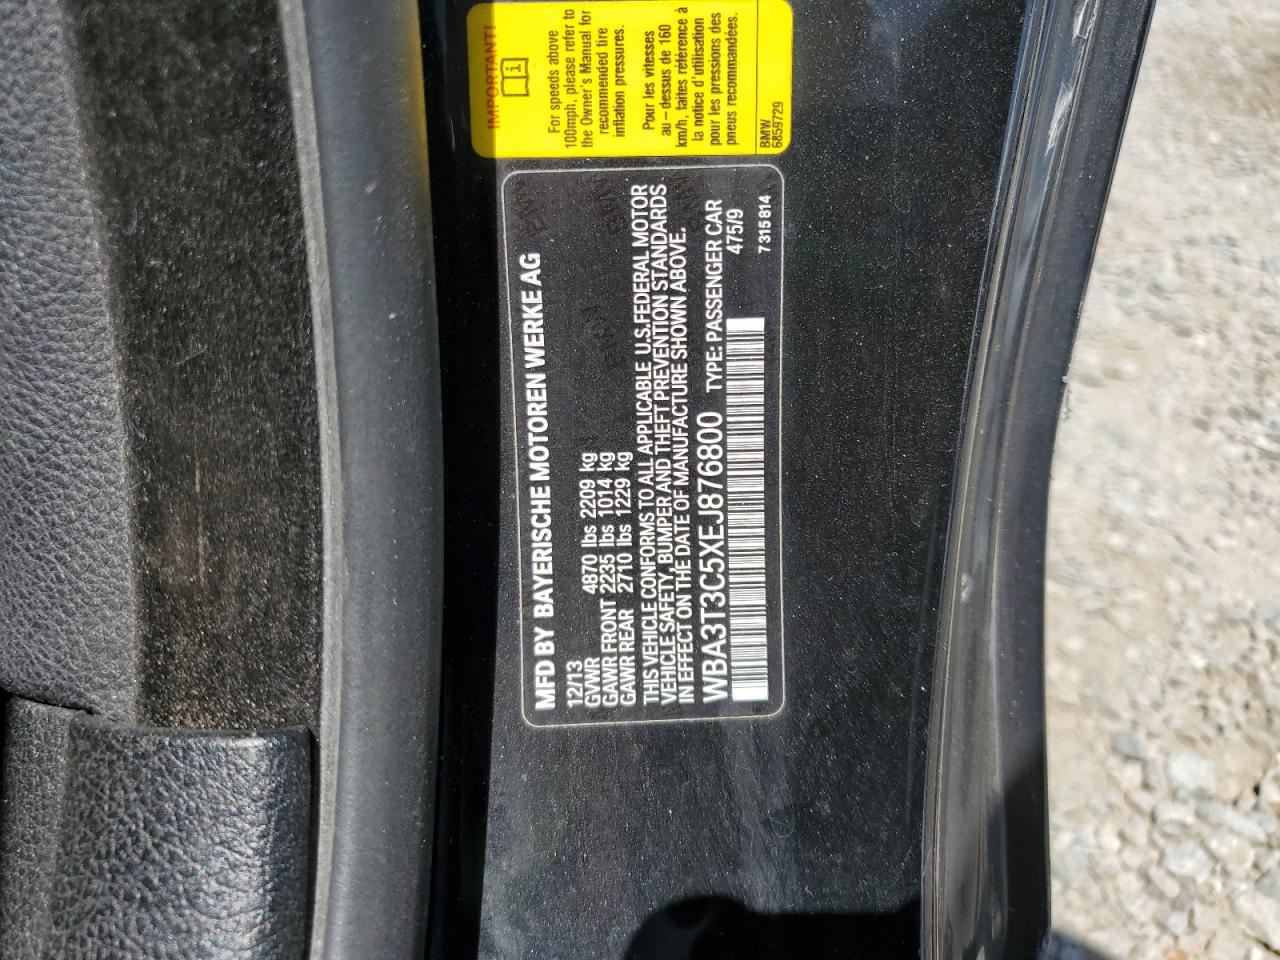 IMPORTANT!
For speeds above
100mph, please refer to
the Owner's Manual for
recommended tire
inflation pressures.
Pour les vitesses
au-dessus de 160
km/h, faites référence à
la notice d'utilisation
pour les pressions des
pneus recommandées.
BMW
6859729
MFD BY BAYERISCHE MOTOREN WERKE AG
12/13
GVWR 4870 lbs 2209 kg
GAWR FRONT 2235 lbs 1014 kg
GAWR REAR 2710 lbs 1229 kg
THIS VEHICLE CONFORMS TO ALL APPLICABLE U.S. FEDERAL MOTOR
VEHICLE SAFETY, BUMPER AND THEFT PREVENTION STANDARDS
IN EFFECT ON THE DATE OF MANUFACTURE SHOWN ABOVE.
WBA3T3C5XEJ876800 TYPE: PASSENGER CAR
475/9
7 315 814